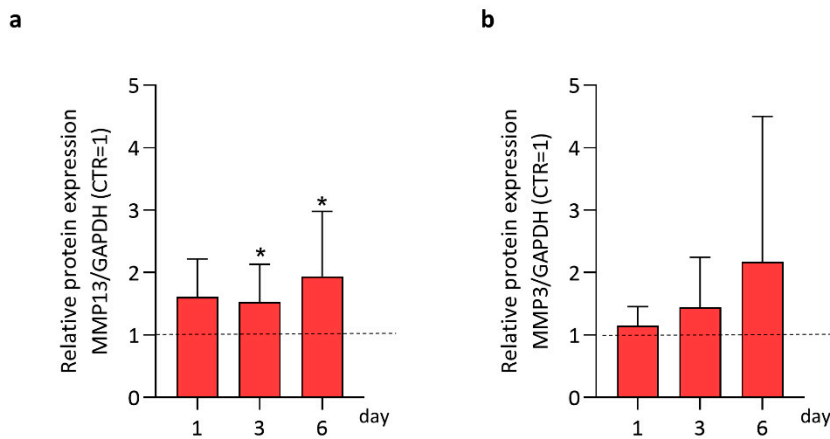 a
Relative protein expression
MMP13/GAPDH (CTR=1)
5
4
3
2
1
0
*
*
1 3 6 day
b
Relative protein expression
MMP3/GAPDH (CTR=1)
5
4
3
2
1
0
1 3 6 day